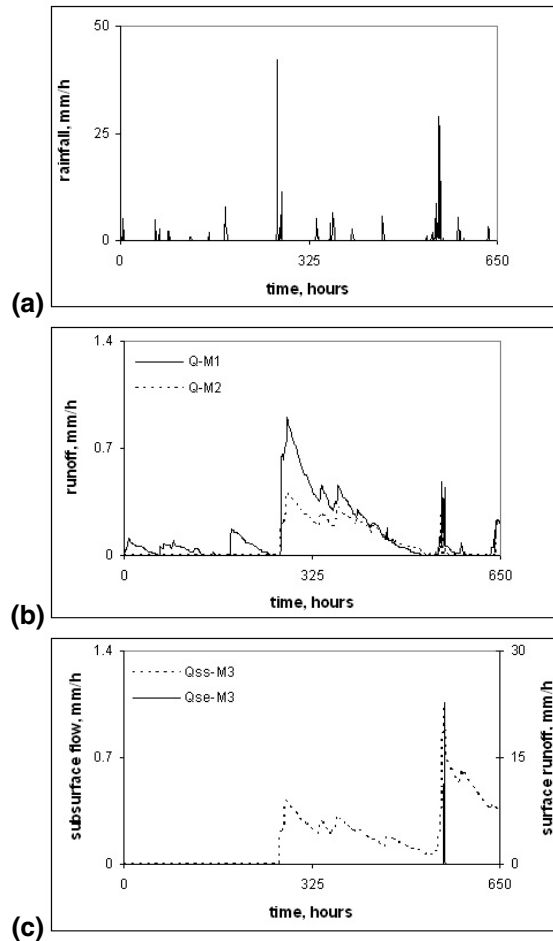 50
25
0
rainfall, mm/h
0 325 650
time, hours
(a)
1.4
0.7
0
runoff, mm/h
Q-M1
Q-M2
0 325 650
time, hours
(b)
1.4
0.7
0
subsurface flow, mm/h
Qss-M3
Qse-M3
30
15
0
surface runoff, mm/h
0 325 650
time, hours
(c)